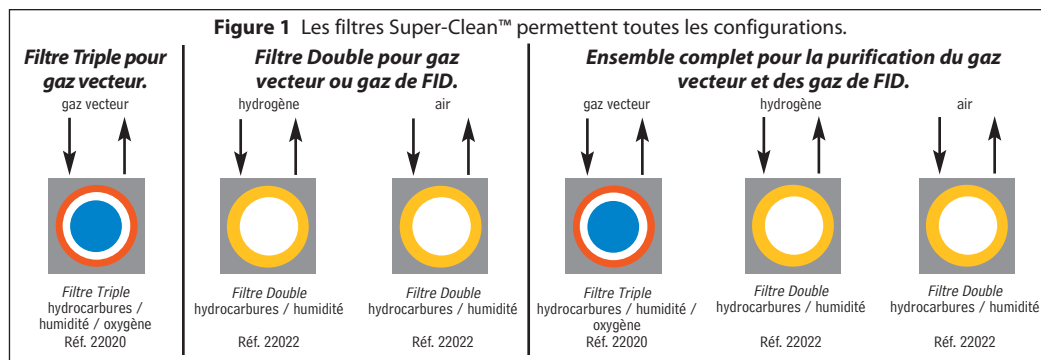 Figure 1 Les filtres Super-Clean™ permettent toutes les configurations.
Filtre Triple pour
gaz vecteur.
gaz vecteur
Filtre Triple
hydrocarbures /
humidité / oxygène
Réf. 22020
Filtre Double pour gaz
vecteur ou gaz de FID.
hydrogène
Filtre Double
hydrocarbures / humidité
Réf. 22022
air
Filtre Double
hydrocarbures / humidité
Réf. 22022
Ensemble complet pour la purification du gaz
vecteur et des gaz de FID.
gaz vecteur
Filtre Triple
hydrocarbures / humidité /
oxygène
Réf. 22020
hydrogène
Filtre Double
hydrocarbures / humidité
Réf. 22022
air
Filtre Double
hydrocarbures / humidité
Réf. 22022